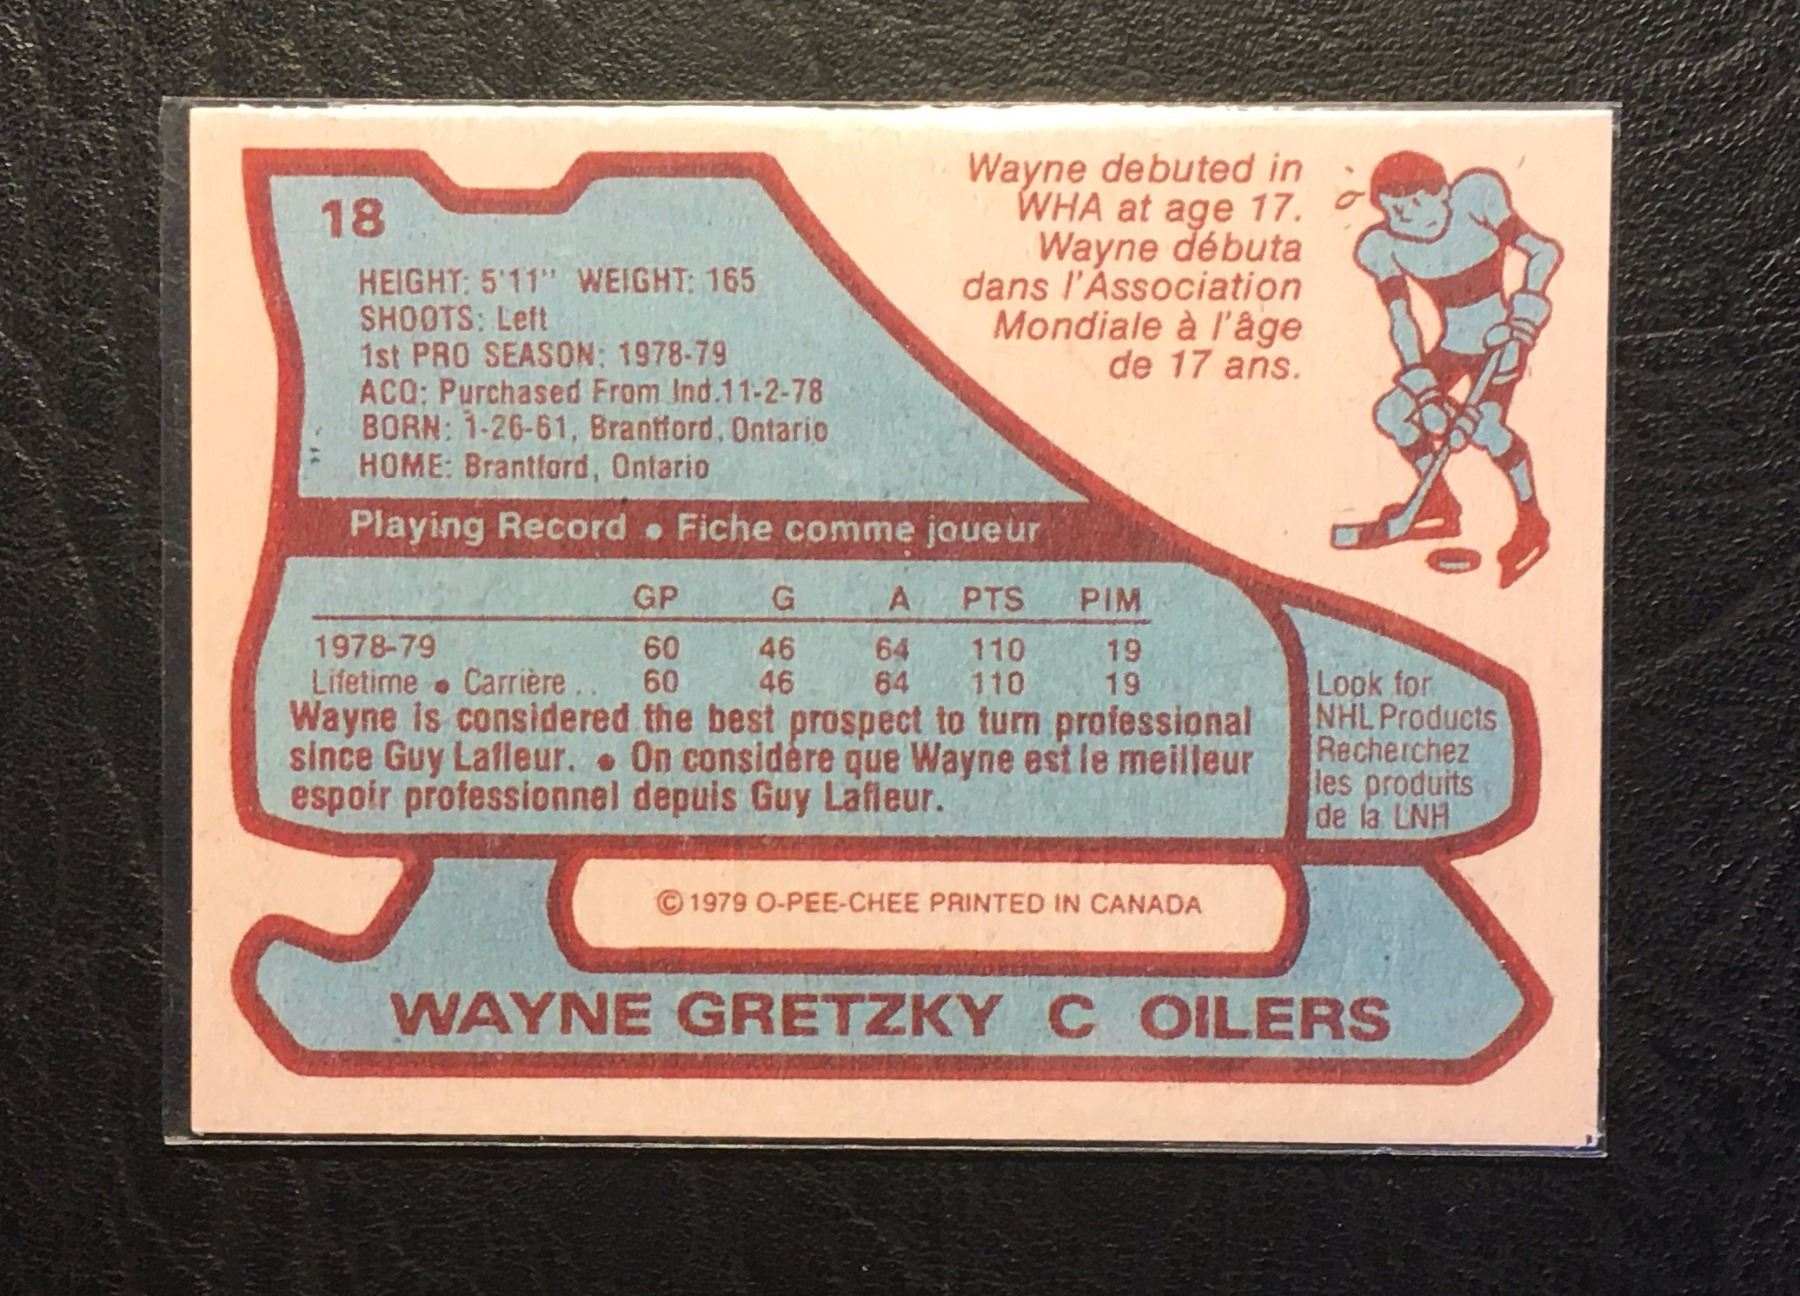 18
HEIGHT: 5'11" WEIGHT: 165
SHOOTS: Left
1st PRO SEASON: 1978-79
ACQ: Purchased From Ind.11-2-78
BORN: 1-26-61, Brantford, Ontario
HOME: Brantford, Ontario
Wayne debuted in
WHA at age 17.
Wayne débuta
dans l'Association
Mondiale à l'âge
de 17 ans.
Playing Record • Fiche comme joueur
GP G A PTS PIM
1978-79 60 46 64 110 19
Lifetime • Carrière .. 60 46 64 110 19
Wayne is considered the best prospect to turn professional
since Guy Lafleur. • On considère que Wayne est le meilleur
espoir professionnel depuis Guy Lafleur.
Look for
NHL Products
Recherchez
les produits
de la LNH
© 1979 O-PEE-CHEE PRINTED IN CANADA
WAYNE GRETZKY C OILERS